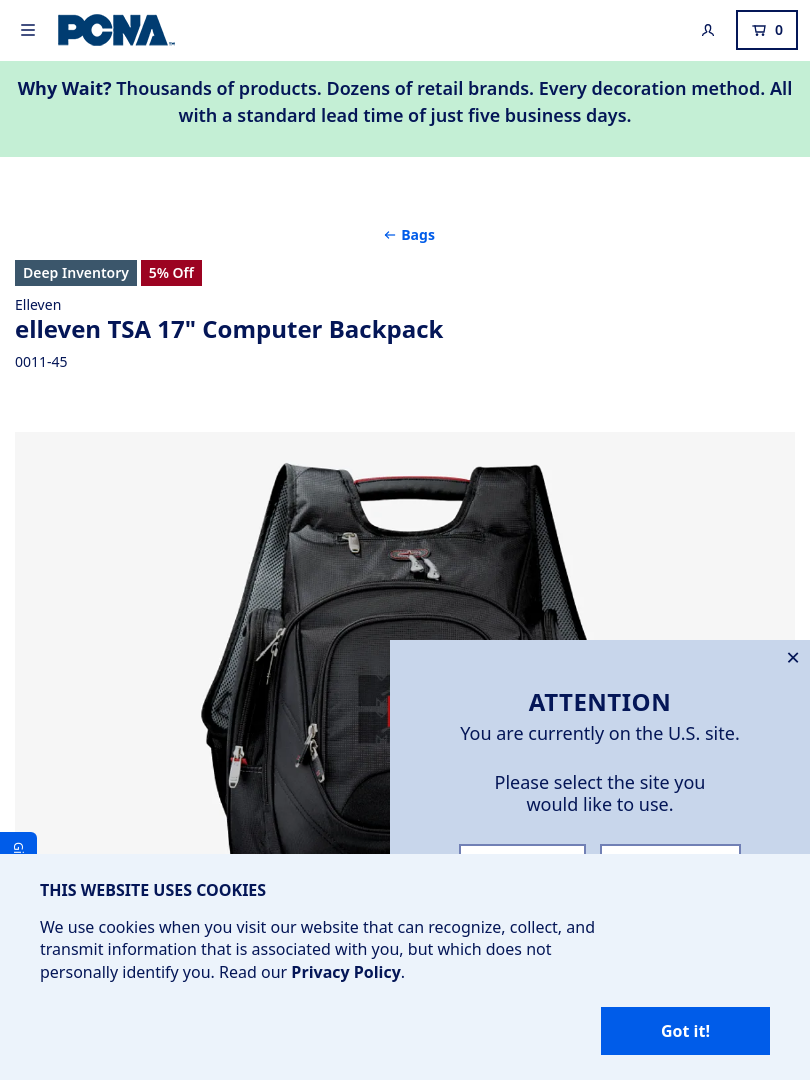 PCNA
0
Why Wait? Thousands of products. Dozens of retail brands. Every decoration method. All
with a standard lead time of just five business days.
← Bags
Deep Inventory
5% Off
Elleven
elleven TSA 17" Computer Backpack
0011-45
ATTENTION
You are currently on the U.S. site.
Please select the site you
would like to use.
THIS WEBSITE USES COOKIES
We use cookies when you visit our website that can recognize, collect, and
transmit information that is associated with you, but which does not
personally identify you. Read our Privacy Policy.
Got it!